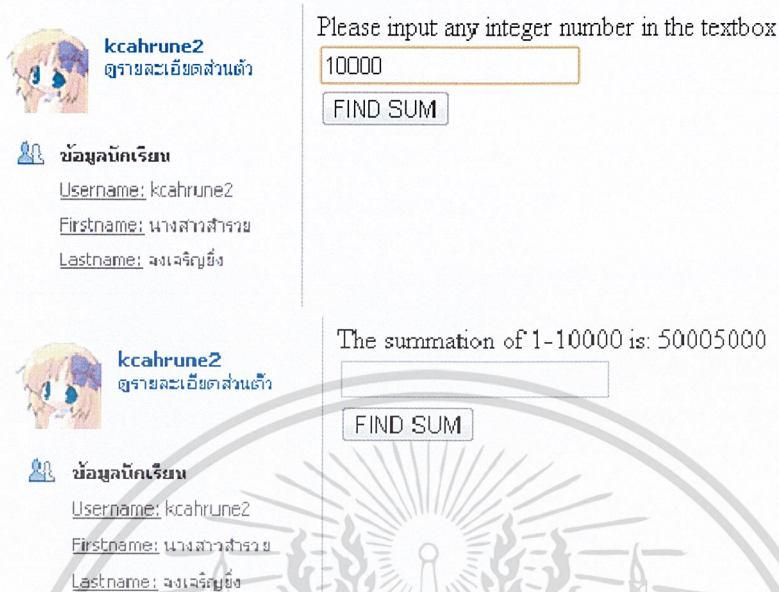 kcahrune2
ดูรายละเอียดส่วนตัว
ข้อมูลนักเรียน
Username: kcahrune2
Firstname: นางสาวสำรวย
Lastname: จงเจริญยิ่ง
Please input any integer number in the textbox
10000
FIND SUM
kcahrune2
ดูรายละเอียดส่วนตัว
ข้อมูลนักเรียน
Username: kcahrune2
Firstname: นางสาวสำรวย
Lastname: จงเจริญยิ่ง
The summation of 1-10000 is: 50005000
FIND SUM